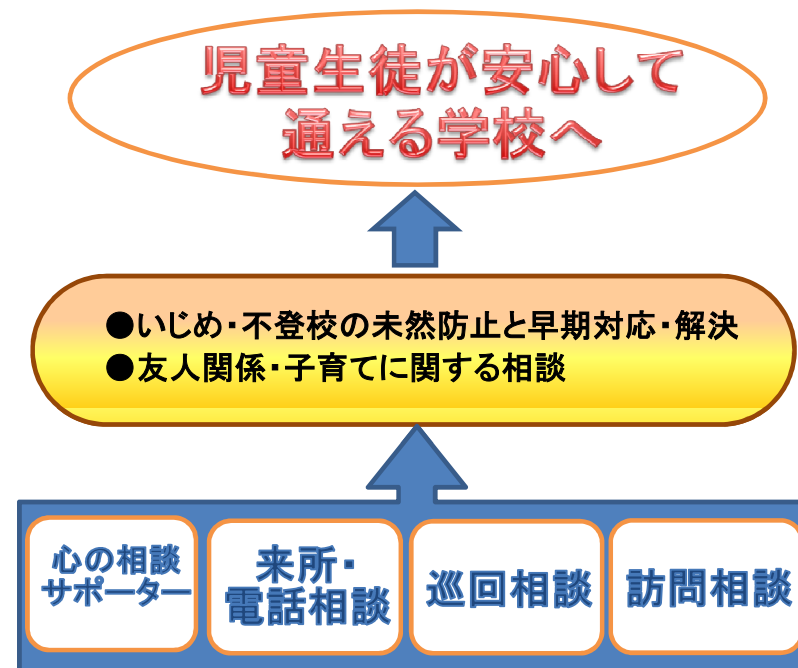 児童生徒が安心して
通える学校へ
●いじめ・不登校の未然防止と早期対応・解決
●友人関係・子育てに関する相談
心の相談
サポーター
来所・
電話相談
巡回相談
訪問相談